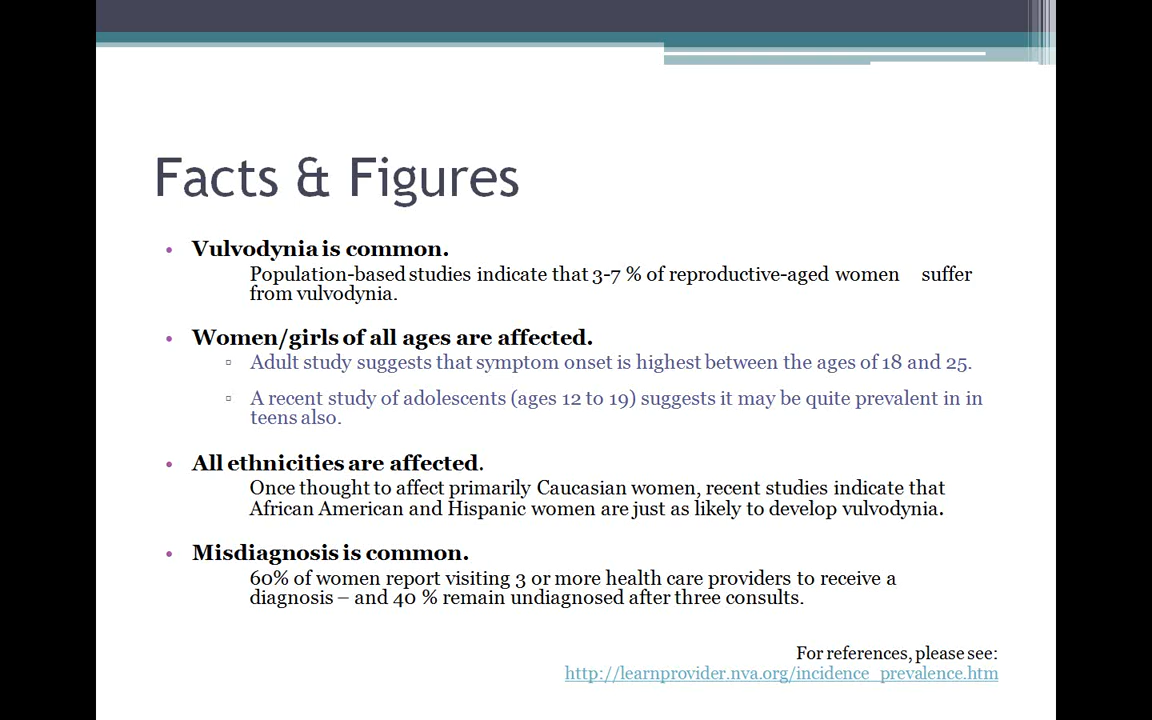 Facts & Figures
• Vulvodynia is common.
Population-based studies indicate that 3-7 % of reproductive-aged women suffer
from vulvodynia.
• Women/girls of all ages are affected.
▫ Adult study suggests that symptom onset is highest between the ages of 18 and 25.
▫ A recent study of adolescents (ages 12 to 19) suggests it may be quite prevalent in in
teens also.
• All ethnicities are affected.
Once thought to affect primarily Caucasian women, recent studies indicate that
African American and Hispanic women are just as likely to develop vulvodynia.
• Misdiagnosis is common.
60% of women report visiting 3 or more health care providers to receive a
diagnosis – and 40 % remain undiagnosed after three consults.
For references, please see:
http://learnprovider.nva.org/incidence_prevalence.htm